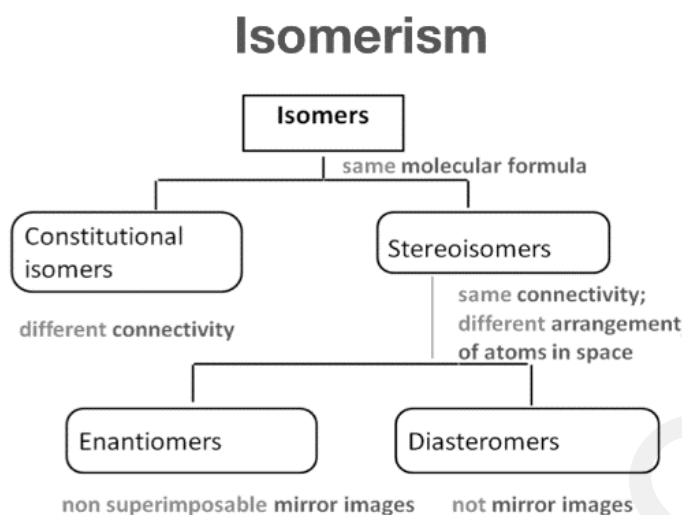 Isomerism
Isomers
same molecular formula
Constitutional
isomers
Stereoisomers
different connectivity
same connectivity;
different arrangement
of atoms in space
Enantiomers
Diasteromers
non superimposable mirror images
not mirror images